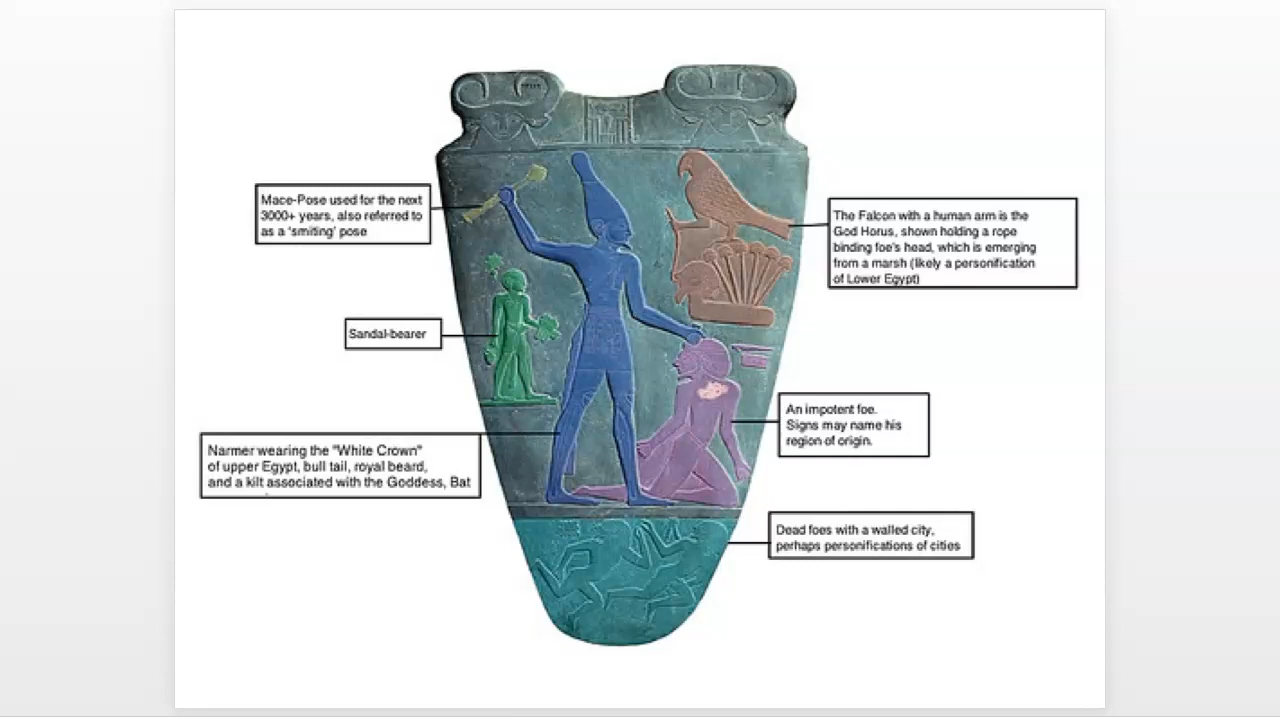 Mace-Pose used for the next
3000+ years, also referred to
as a 'smiting' pose
The Falcon with a human arm is the
God Horus, shown holding a rope
binding foe's head, which is emerging
from a marsh (likely a personification
of Lower Egypt)
Sandal-bearer
An impotent foe.
Signs may name his
region of origin.
Narmer wearing the "White Crown"
of upper Egypt, bull tail, royal beard,
and a kilt associated with the Goddess, Bat
Dead foes with a walled city,
perhaps personifications of cities